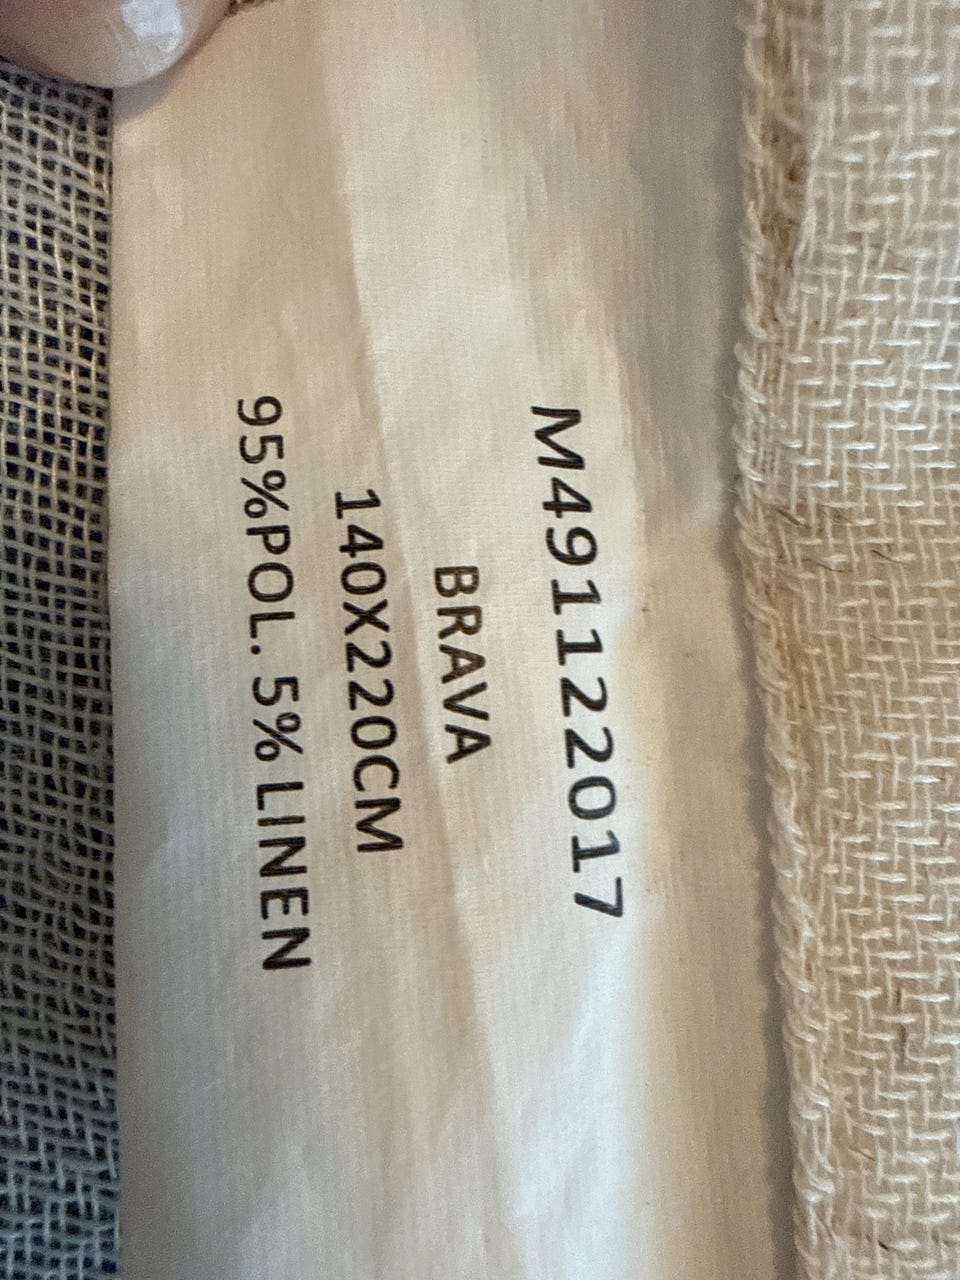 M491122017
BRAVA
140X220CM
95%POL. 5% LINEN